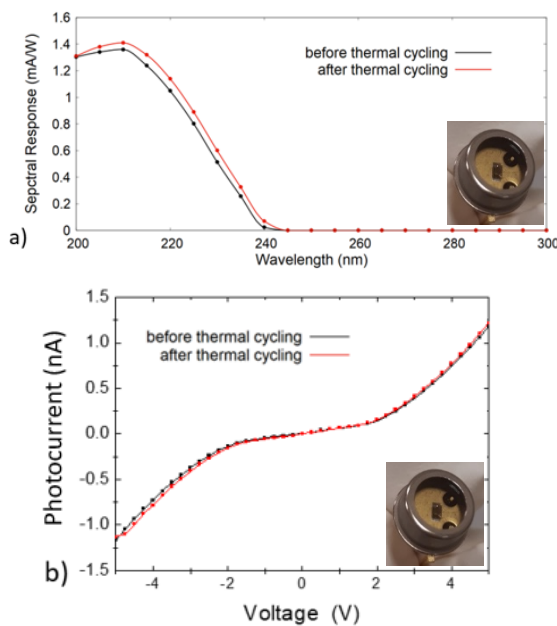 1.6
1.4
1.2
1
0.8
0.6
0.4
0.2
0
Sepctral Response (mA/W)
before thermal cycling
after thermal cycling
200 220 240 260 280 300
Wavelength (nm)
a)
1.5
1.0
0.5
0.0
-0.5
-1.0
-1.5
Photocurrent (nA)
before thermal cycling
after thermal cycling
-4 -2 0 2 4
Voltage (V)
b)